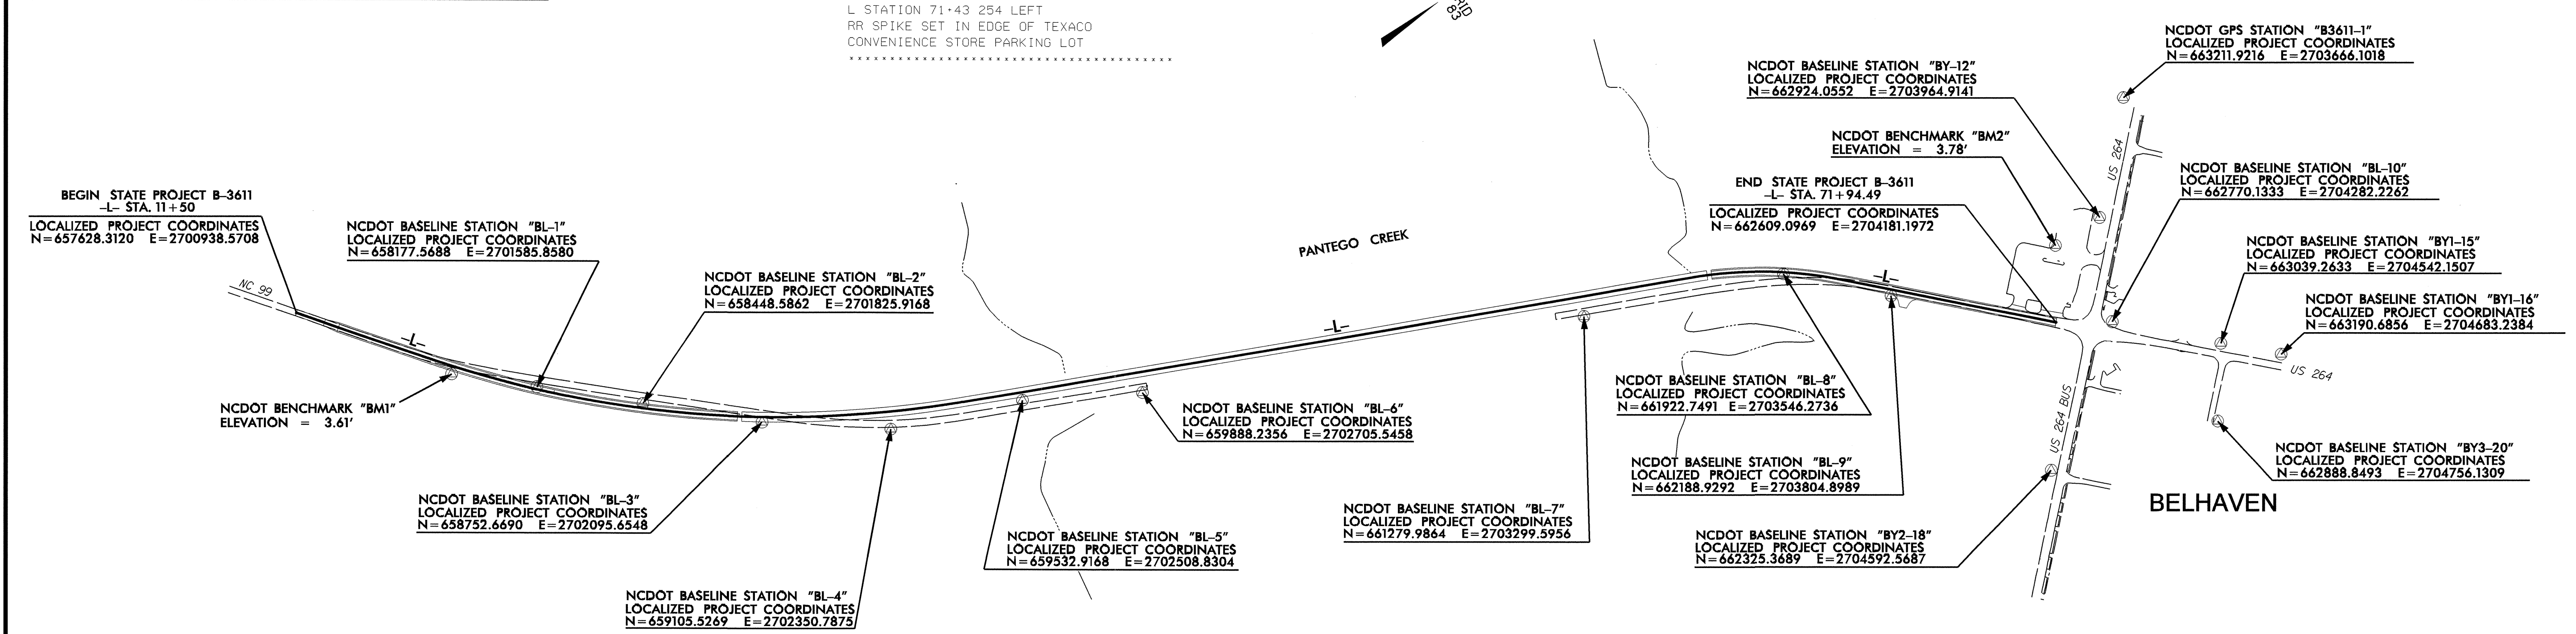 L STATION 71+43 254 LEFT
RR SPIKE SET IN EDGE OF TEXACO
CONVENIENCE STORE PARKING LOT
83
NCDOT GPS STATION "B3611-1"
LOCALIZED PROJECT COORDINATES
N=663211.9216 E=2703666.1018
NCDOT BASELINE STATION "BY-12"
LOCALIZED PROJECT COORDINATES
N=662924.0552 E=2703964.9141
NCDOT BENCHMARK "BM2"
ELEVATION = 3.78'
US 264
NCDOT BASELINE STATION "BL-10"
LOCALIZED PROJECT COORDINATES
N=662770.1333 E=2704282.2262
END STATE PROJECT B-3611
-L- STA. 71+94.49
LOCALIZED PROJECT COORDINATES
N=662609.0969 E=2704181.1972
BEGIN STATE PROJECT B-3611
-L- STA. 11+50
LOCALIZED PROJECT COORDINATES
N=657628.3120 E=2700938.5708
NCDOT BASELINE STATION "BL-1"
LOCALIZED PROJECT COORDINATES
N=658177.5688 E=2701585.8580
PANTEGO CREEK
NCDOT BASELINE STATION "BY1-15"
LOCALIZED PROJECT COORDINATES
N=663039.2633 E=2704542.1507
NCDOT BASELINE STATION "BL-2"
LOCALIZED PROJECT COORDINATES
N=658448.5862 E=2701825.9168
NC 99
-L-
-L-
-L-
NCDOT BASELINE STATION "BY1-16"
LOCALIZED PROJECT COORDINATES
N=663190.6856 E=2704683.2384
US 264
NCDOT BENCHMARK "BM1"
ELEVATION = 3.61'
NCDOT BASELINE STATION "BL-6"
LOCALIZED PROJECT COORDINATES
N=659888.2356 E=2702705.5458
NCDOT BASELINE STATION "BL-8"
LOCALIZED PROJECT COORDINATES
N=661922.7491 E=2703546.2736
US 264 BUS
NCDOT BASELINE STATION "BY3-20"
LOCALIZED PROJECT COORDINATES
N=662888.8493 E=2704756.1309
NCDOT BASELINE STATION "BL-9"
LOCALIZED PROJECT COORDINATES
N=662188.9292 E=2703804.8989
BELHAVEN
NCDOT BASELINE STATION "BL-3"
LOCALIZED PROJECT COORDINATES
N=658752.6690 E=2702095.6548
NCDOT BASELINE STATION "BL-7"
LOCALIZED PROJECT COORDINATES
N=661279.9864 E=2703299.5956
NCDOT BASELINE STATION "BL-5"
LOCALIZED PROJECT COORDINATES
N=659532.9168 E=2702508.8304
NCDOT BASELINE STATION "BY2-18"
LOCALIZED PROJECT COORDINATES
N=662325.3689 E=2704592.5687
NCDOT BASELINE STATION "BL-4"
LOCALIZED PROJECT COORDINATES
N=659105.5269 E=2702350.7875